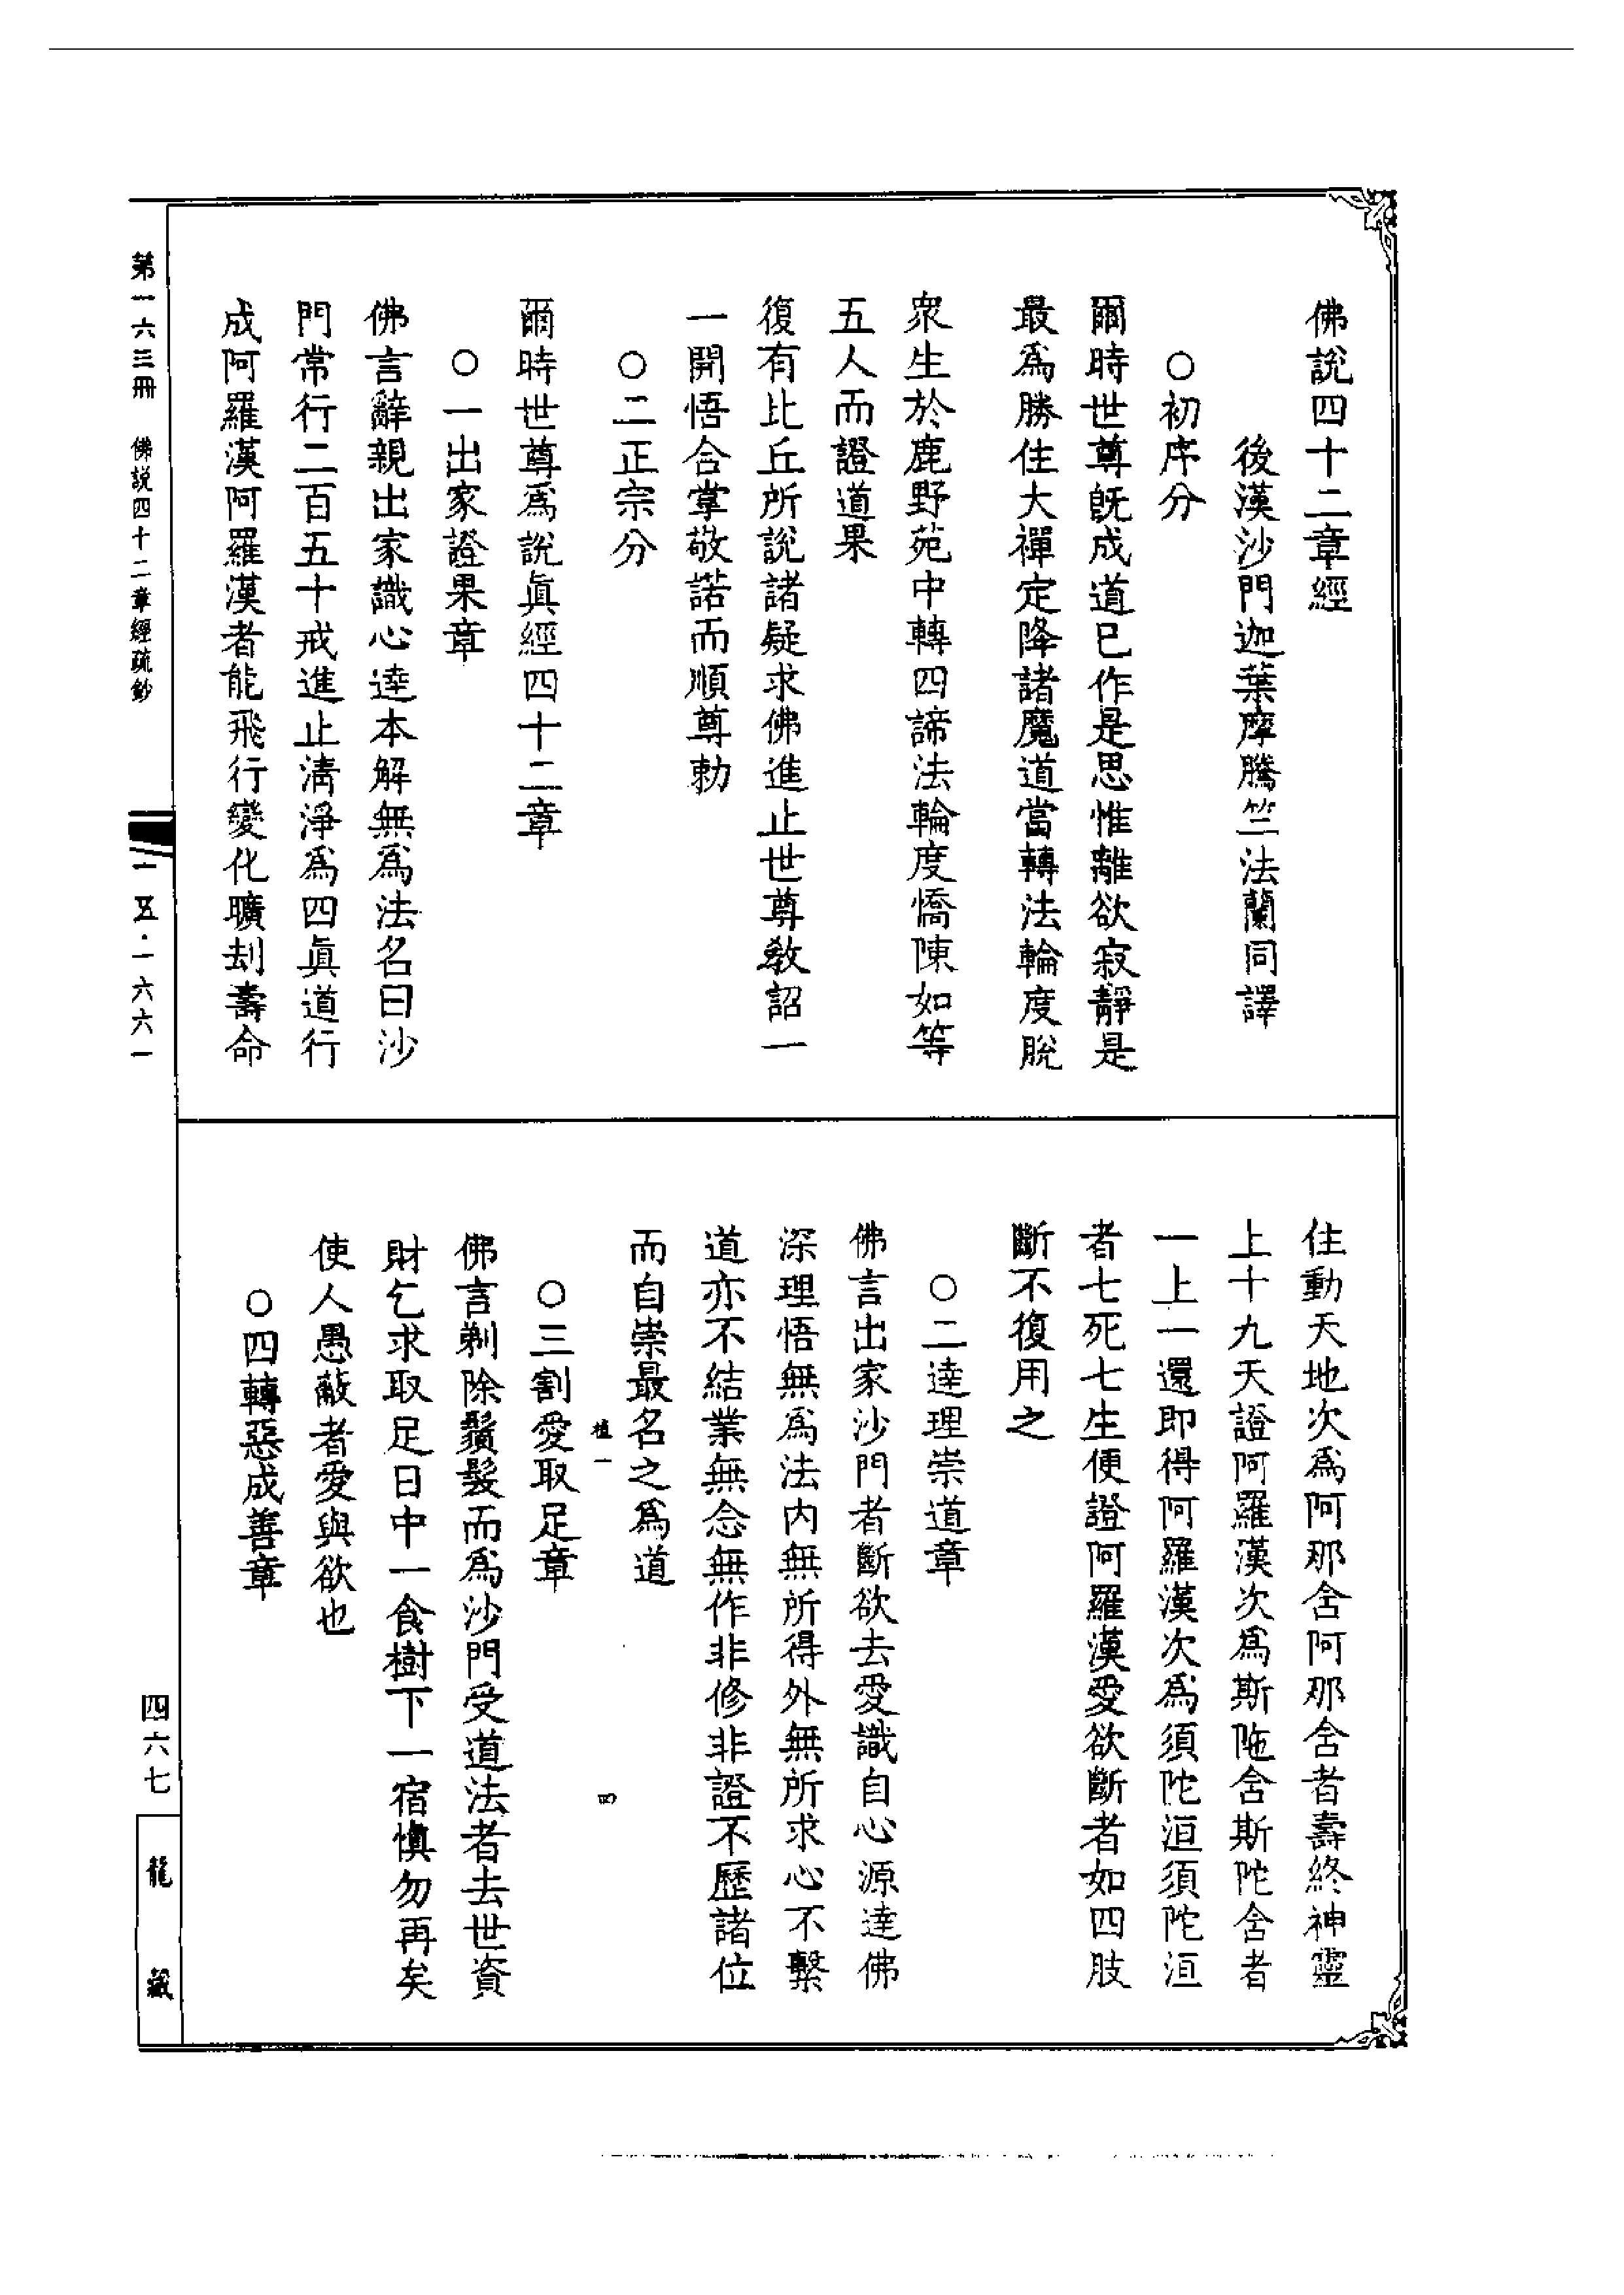 佛說四十二章經
後漢沙門迦葉摩騰竺法蘭同譯
○初序分
爾時世尊旣成道已作是思惟離欲寂靜是
最爲勝住大禪定降諸魔道當轉法輪度脫
衆生於鹿野苑中轉四諦法輪度憍陳如等
五人而證道果
復有比丘所說諸疑求佛進止世尊敎詔一
一開悟合掌敬諾而順尊勅
○二正宗分
爾時世尊爲說眞經四十二章
○一出家證果章
佛言辭親出家識心達本解無爲法名曰沙
門常行二百五十戒進止淸淨爲四眞道行
成阿羅漢阿羅漢者能飛行變化曠劫壽命
住動天地次爲阿那舍阿那舍者壽終神靈
上十九天證阿羅漢次爲斯陁含斯陀含者
一上一還即得阿羅漢次爲須陀洹須陀洹
者七死七生便證阿羅漢愛欲斷者如四肢
斷不復用之
○二達理崇道章
佛言出家沙門者斷欲去愛識自心源達佛
深理悟無爲法内無所得外無所求心不繫
道亦不結業無念無作非修非證不歷諸位
而自崇最名之爲道
植一 四
○三割愛取足章
佛言剃除鬚髮而爲沙門受道法者去世資
財乞求取足日中一食樹下一宿愼勿再矣
使人愚蔽者愛與欲也
○四轉惡成善章
第一六三冊 佛說四十二章經疏鈔
一五·一六六一
四六七
龍藏